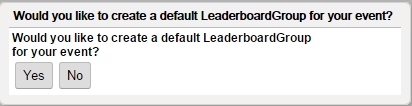 Would you like to create a default LeaderboardGroup for your event?
Would you like to create a default LeaderboardGroup
for your event?
Yes No